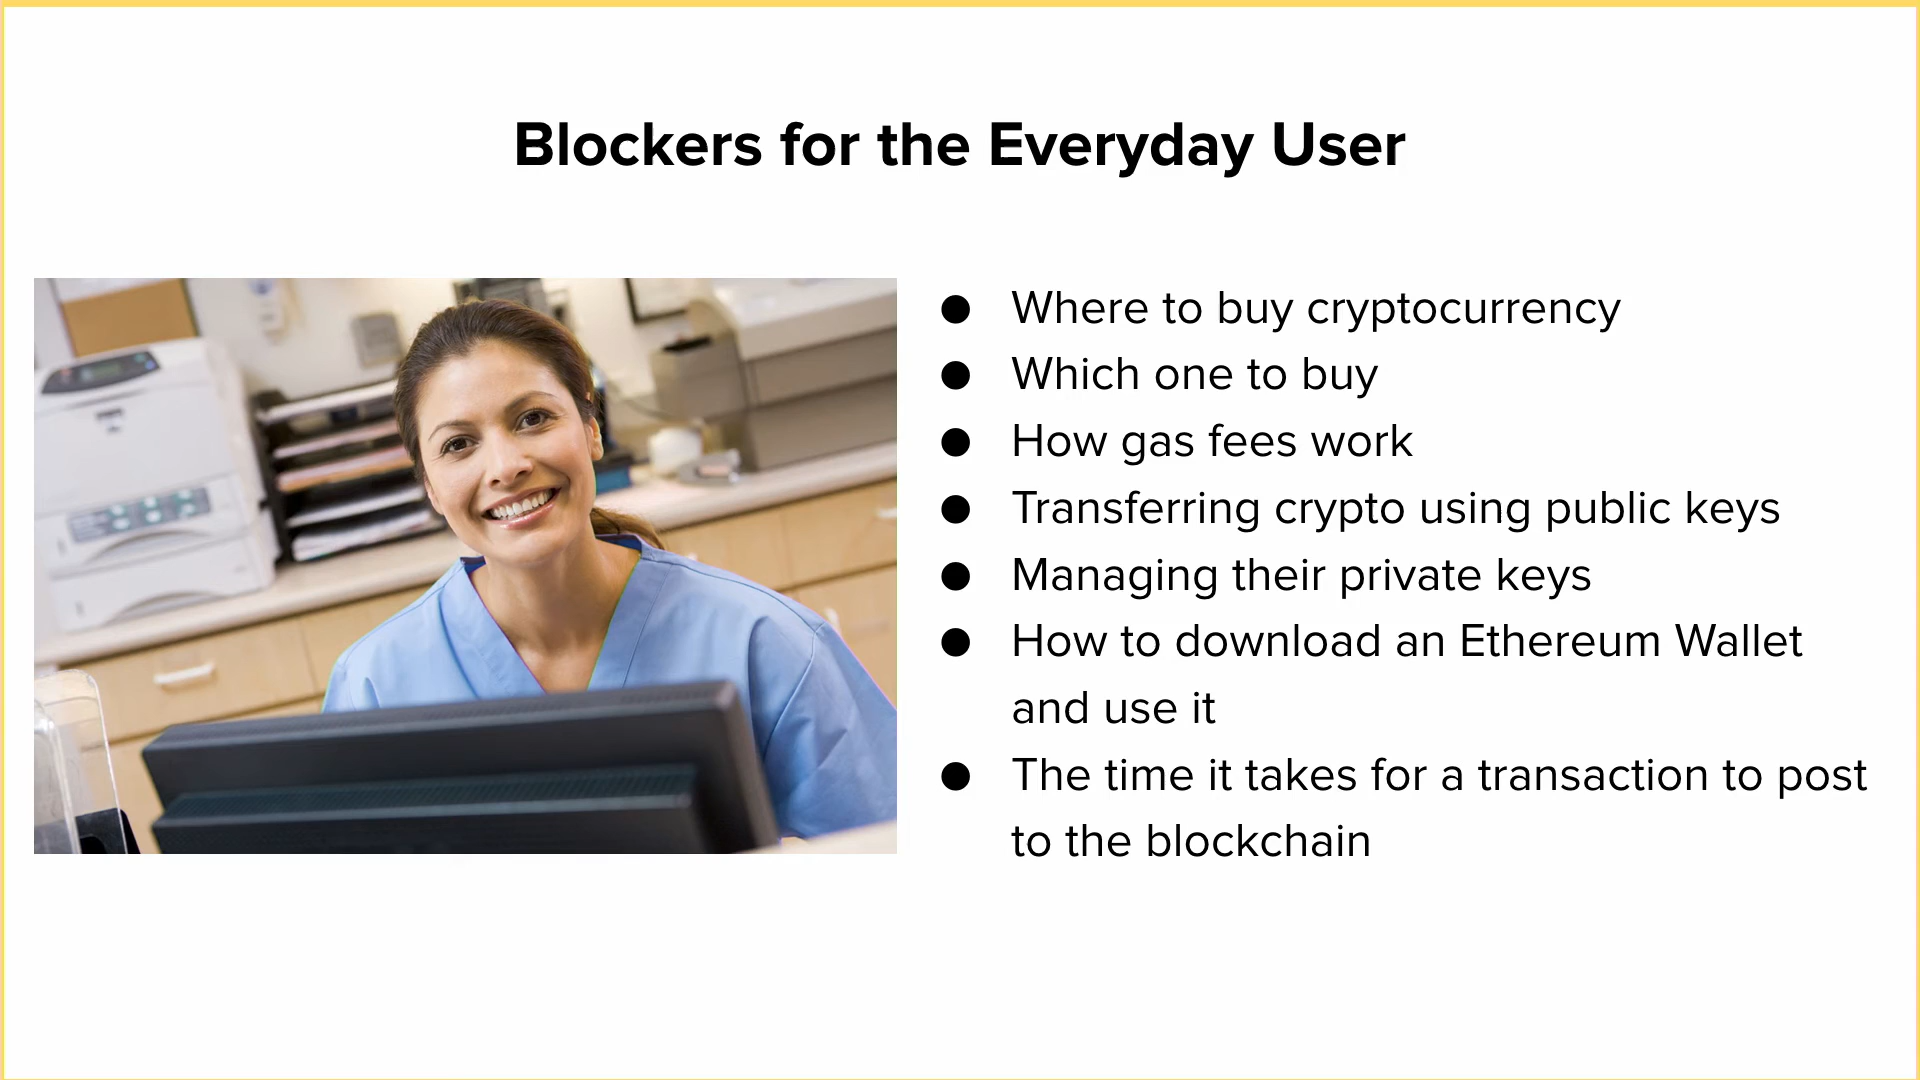 Blockers for the Everyday User
● Where to buy cryptocurrency
● Which one to buy
● How gas fees work
● Transferring crypto using public keys
● Managing their private keys
● How to download an Ethereum Wallet
and use it
● The time it takes for a transaction to post
to the blockchain